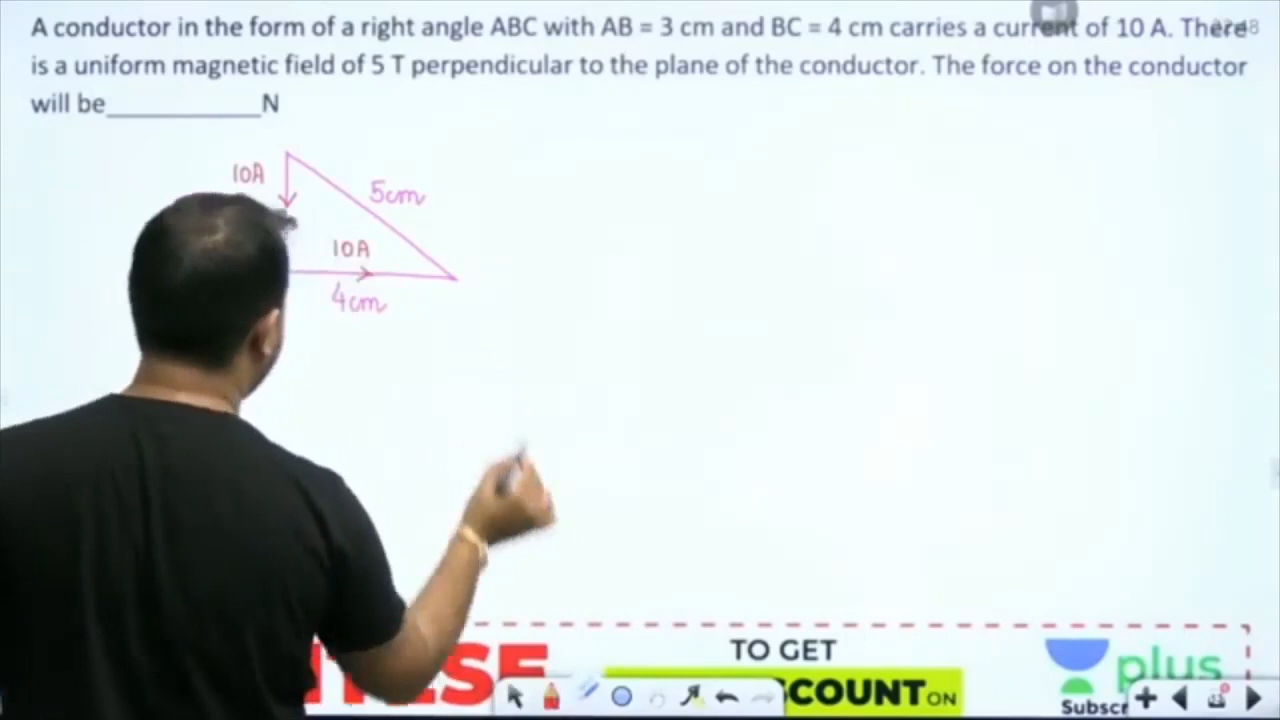 A conductor in the form of a right angle ABC with AB = 3 cm and BC = 4 cm carries a current of 10 A. There
is a uniform magnetic field of 5 T perpendicular to the plane of the conductor. The force on the conductor
will be____________N
10A
5cm
10A
4cm
TO GET
COUNT ON
plus
Subscr